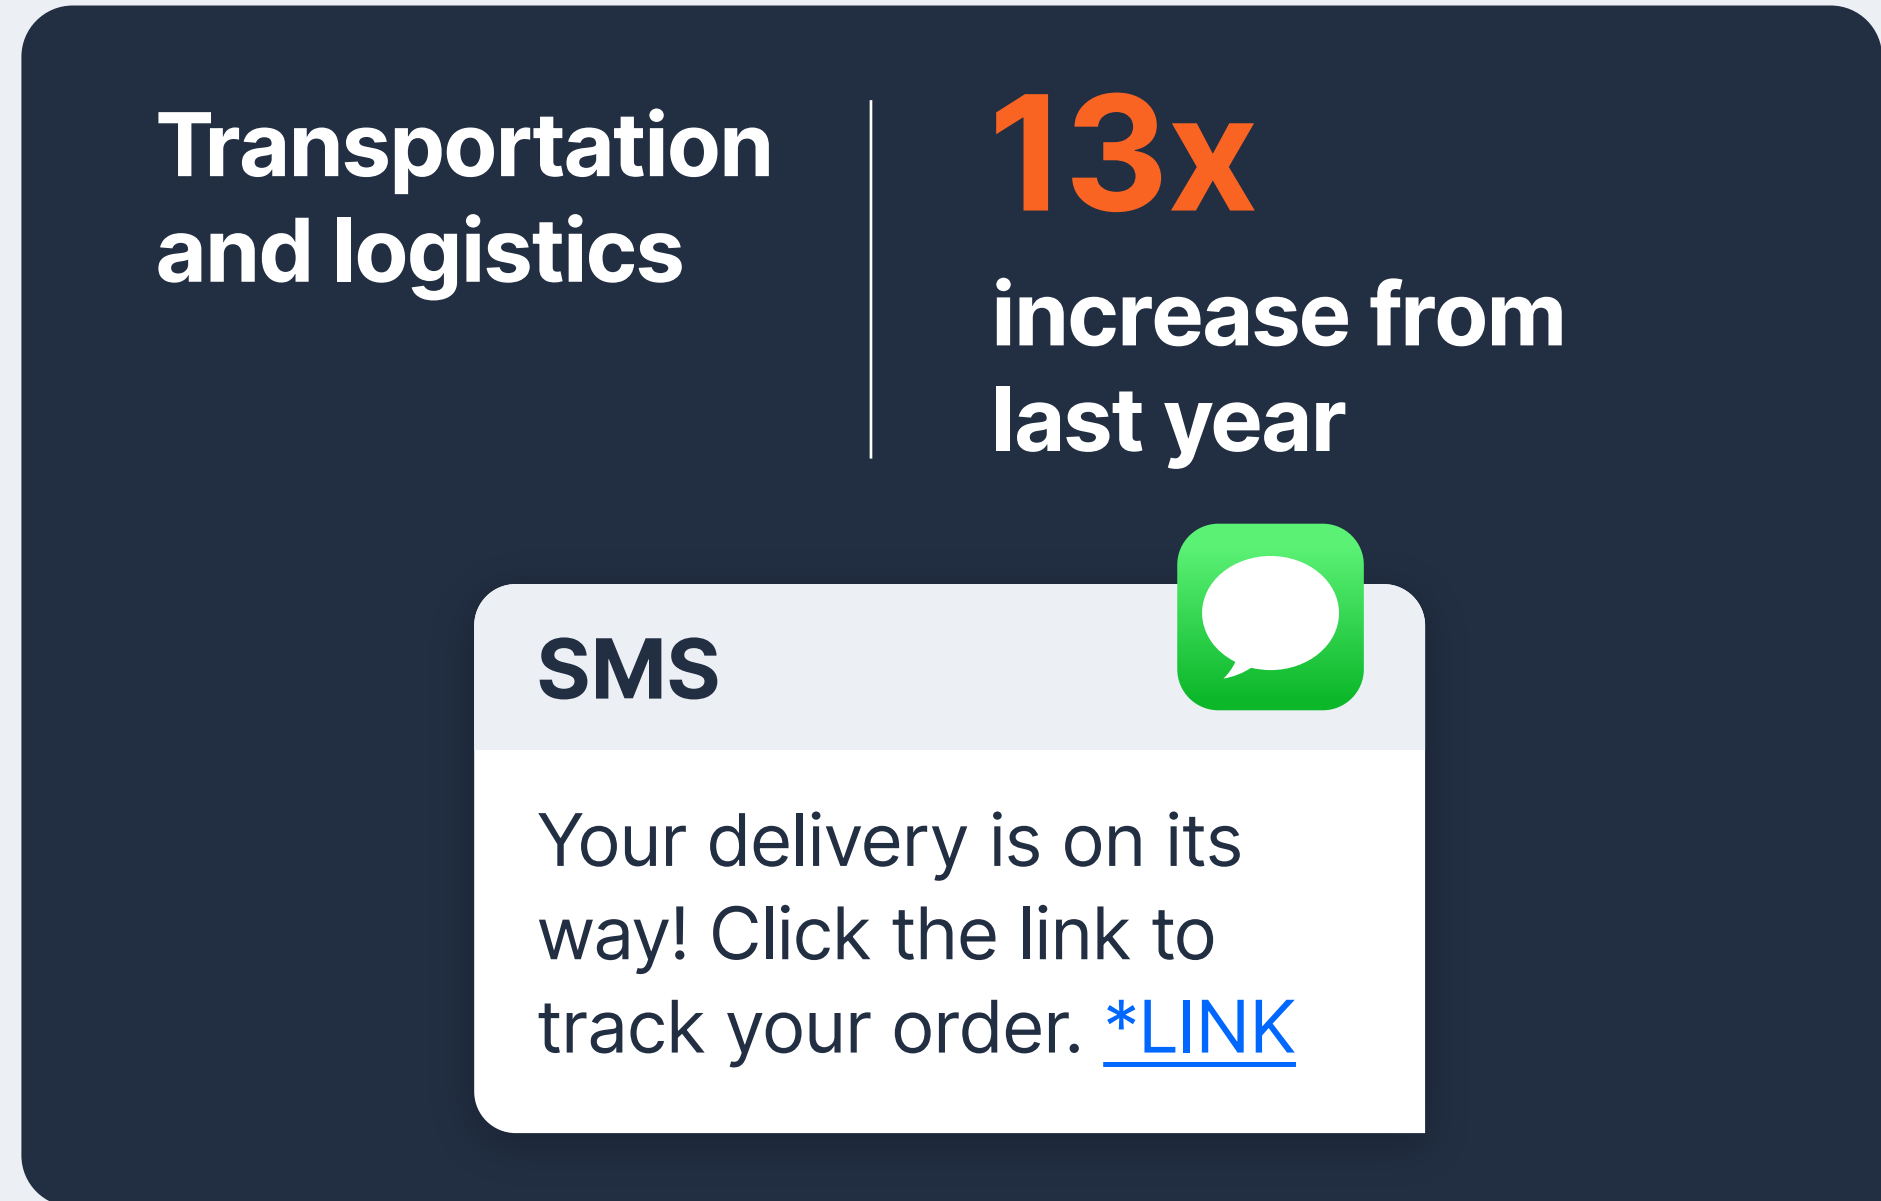 Transportation
and logistics
13x
increase from
last year
SMS
Your delivery is on its
way! Click the link to
track your order. *LINK